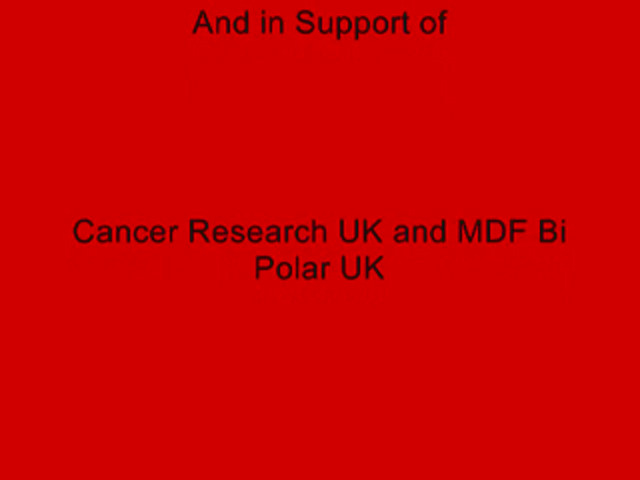 And in Support of
Cancer Research UK and MDF Bi
Polar UK